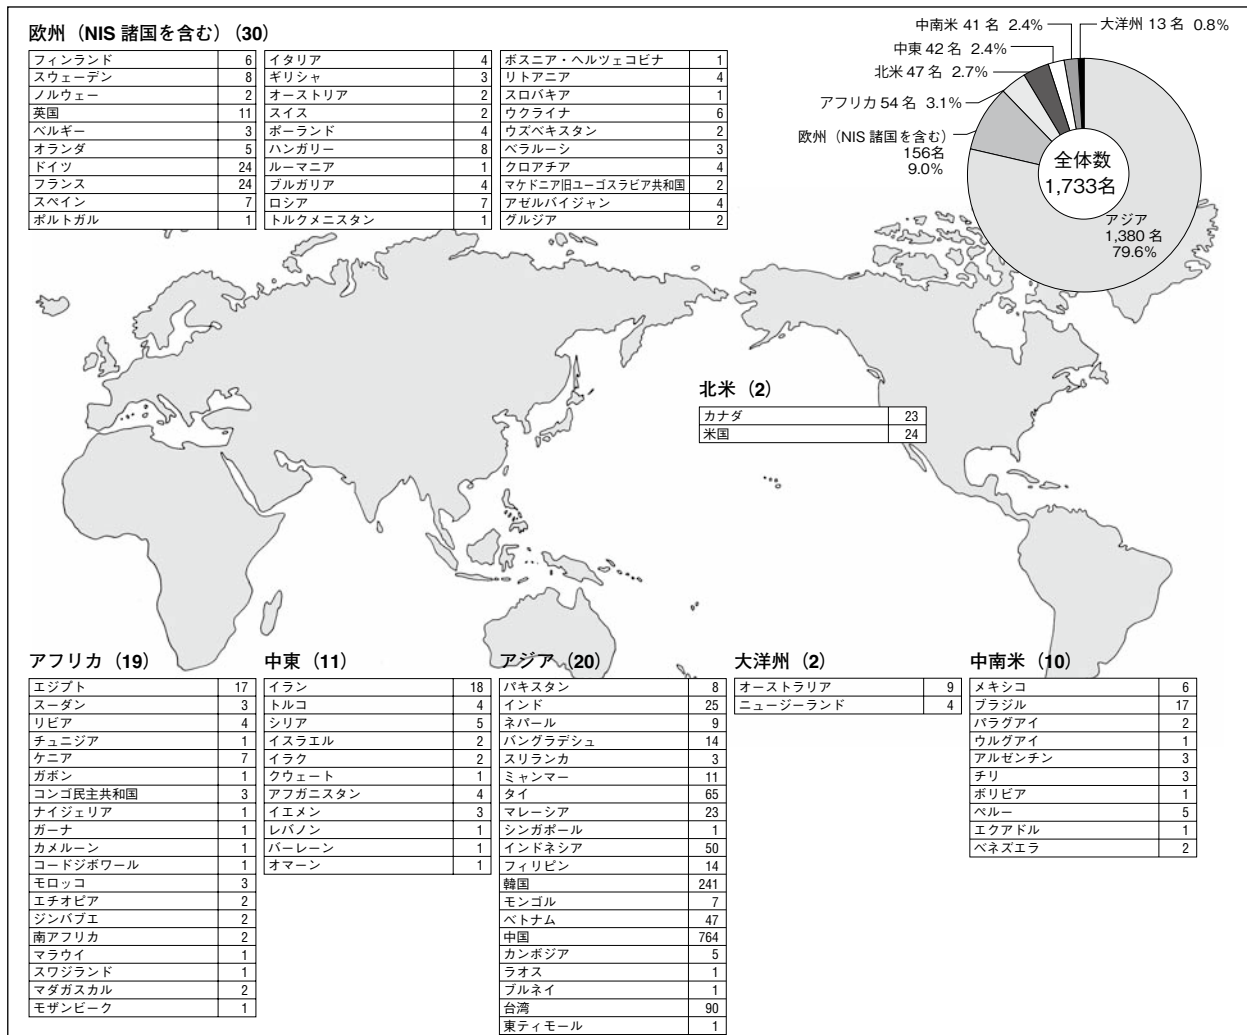 欧州（NIS 諸国を含む）(30)
フィンランド 6
スウェーデン 8
ノルウェー 2
英国 11
ベルギー 3
オランダ 5
ドイツ 24
フランス 24
スペイン 7
ポルトガル 1
イタリア 4
ギリシャ 3
オーストリア 2
スイス 2
ポーランド 4
ハンガリー 8
ルーマニア 1
ブルガリア 4
ロシア 7
トルクメニスタン 1
ボスニア・ヘルツェコビナ 1
リトアニア 4
スロバキア 1
ウクライナ 6
ウズベキスタン 2
ベラルーシ 3
クロアチア 4
マケドニア旧ユーゴスラビア共和国 2
アゼルバイジャン 4
グルジア 2
中南米 41 名 2.4%
大洋州 13 名 0.8%
中東 42 名 2.4%
北米 47 名 2.7%
アフリカ 54 名 3.1%
欧州（NIS 諸国を含む）
156名
9.0%
全体数
1,733名
アジア
1,380 名
79.6%
北米（2）
カナダ 23
米国 24
アフリカ（19）
エジプト 17
スーダン 3
リビア 4
チュニジア 1
ケニア 7
ガボン 1
コンゴ民主共和国 3
ナイジェリア 1
ガーナ 1
カメルーン 1
コードジボワール 1
モロッコ 3
エチオピア 2
ジンバブエ 2
南アフリカ 2
マラウイ 1
スワジランド 1
マダガスカル 2
モザンビーク 1
中東（11）
イラン 18
トルコ 4
シリア 5
イスラエル 2
イラク 2
クウェート 1
アフガニスタン 4
イエメン 3
レバノン 1
バーレーン 1
オマーン 1
アジア（20）
パキスタン 8
インド 25
ネパール 9
バングラデシュ 14
スリランカ 3
ミャンマー 11
タイ 65
マレーシア 23
シンガポール 1
インドネシア 50
フィリピン 14
韓国 241
モンゴル 7
ベトナム 47
中国 764
カンボジア 5
ラオス 1
ブルネイ 1
台湾 90
東ティモール 1
大洋州（2）
オーストラリア 9
ニュージーランド 4
中南米（10）
メキシコ 6
ブラジル 17
パラグアイ 2
ウルグアイ 1
アルゼンチン 3
チリ 3
ボリビア 1
ペルー 5
エクアドル 1
ベネズエラ 2